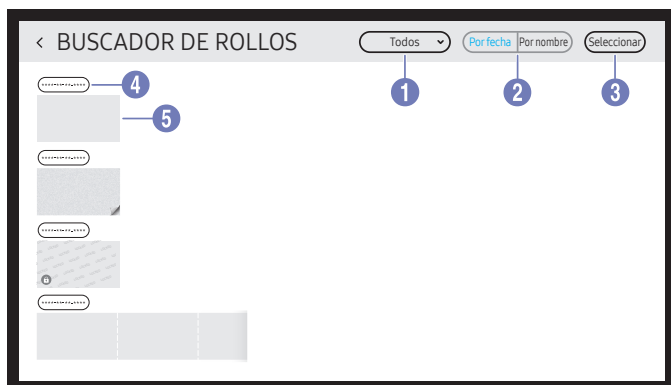 < BUSCADOR DE ROLLOS
Todos
Por fecha Por nombre
Seleccionar
1
2
3
4
5